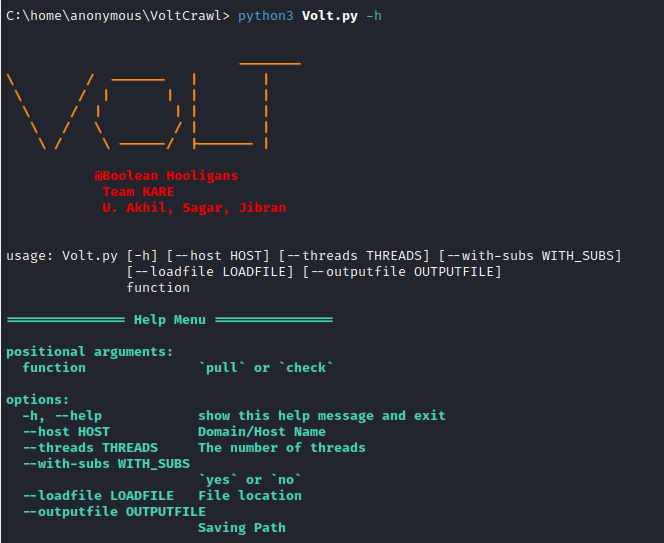 C:\home\anonymous\VoltCrawl> python3 Volt.py -h
VOLT
@Boolean Hooligans
Team KARE
U. Akhil, Sagar, Jibran
usage: Volt.py [-h] [--host HOST] [--threads THREADS] [--with-subs WITH_SUBS]
[--loadfile LOADFILE] [--outputfile OUTPUTFILE]
function
=============== Help Menu ===============
positional arguments:
function `pull` or `check`
options:
-h, --help show this help message and exit
--host HOST Domain/Host Name
--threads THREADS The number of threads
--with-subs WITH_SUBS
`yes` or `no`
--loadfile LOADFILE File location
--outputfile OUTPUTFILE
Saving Path